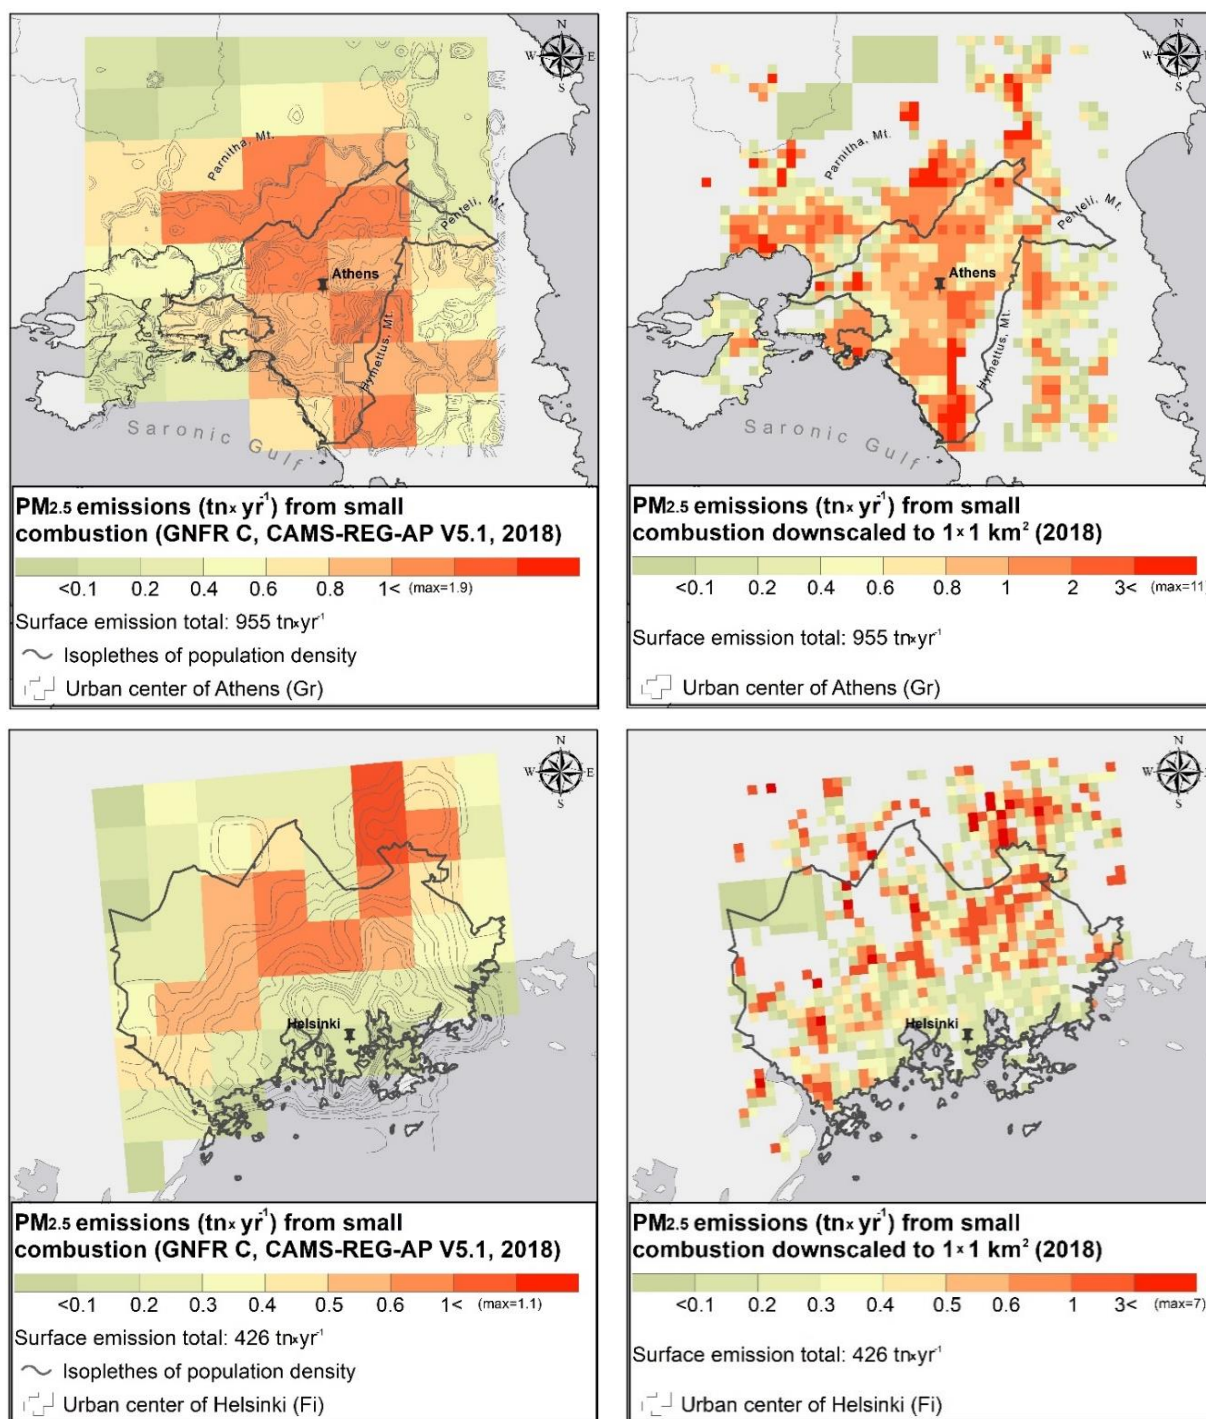 N
W E
S
Parnitha, Mt.
Penteli, Mt.
Athens
Hymettus, Mt.
Saronic Gulf
PM2.5 emissions (tn× yr-1) from small
combustion (GNFR C, CAMS-REG-AP V5.1, 2018)
<0.1 0.2 0.4 0.6 0.8 1< (max=1.9)
Surface emission total: 955 tn×yr-1
Isoplethes of population density
Urban center of Athens (Gr)
N
W E
S
Parnitha, Mt.
Penteli, Mt.
Athens
Hymettus, Mt.
Saronic Gulf
PM2.5 emissions (tn× yr-1) from small
combustion downscaled to 1×1 km² (2018)
<0.1 0.2 0.4 0.6 0.8 1 2 3< (max=11)
Surface emission total: 955 tn×yr-1
Urban center of Athens (Gr)
N
W E
S
Helsinki
PM2.5 emissions (tn× yr-1) from small
combustion (GNFR C, CAMS-REG-AP V5.1, 2018)
<0.1 0.2 0.3 0.4 0.5 0.6 1< (max=1.1)
Surface emission total: 426 tn×yr-1
Isoplethes of population density
Urban center of Helsinki (Fi)
N
W E
S
Helsinki
PM2.5 emissions (tn× yr-1) from small
combustion downscaled to 1×1 km² (2018)
<0.1 0.2 0.3 0.4 0.5 0.6 1 3< (max=7)
Surface emission total: 426 tn×yr-1
Urban center of Helsinki (Fi)